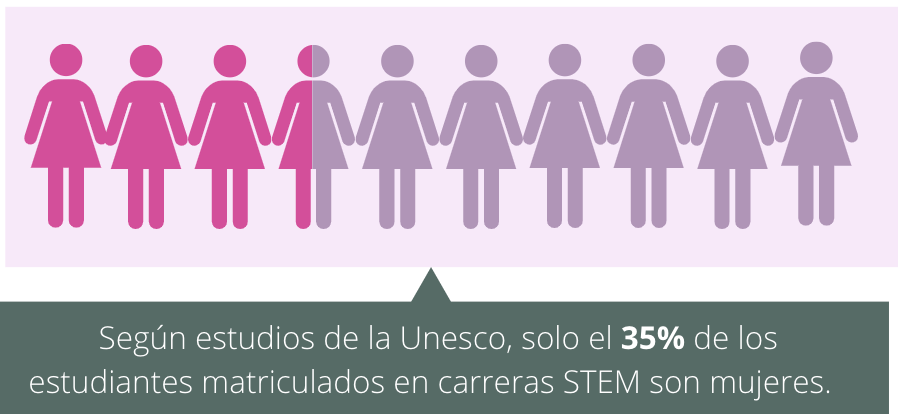 Según estudios de la Unesco, solo el 35% de los
estudiantes matriculados en carreras STEM son mujeres.